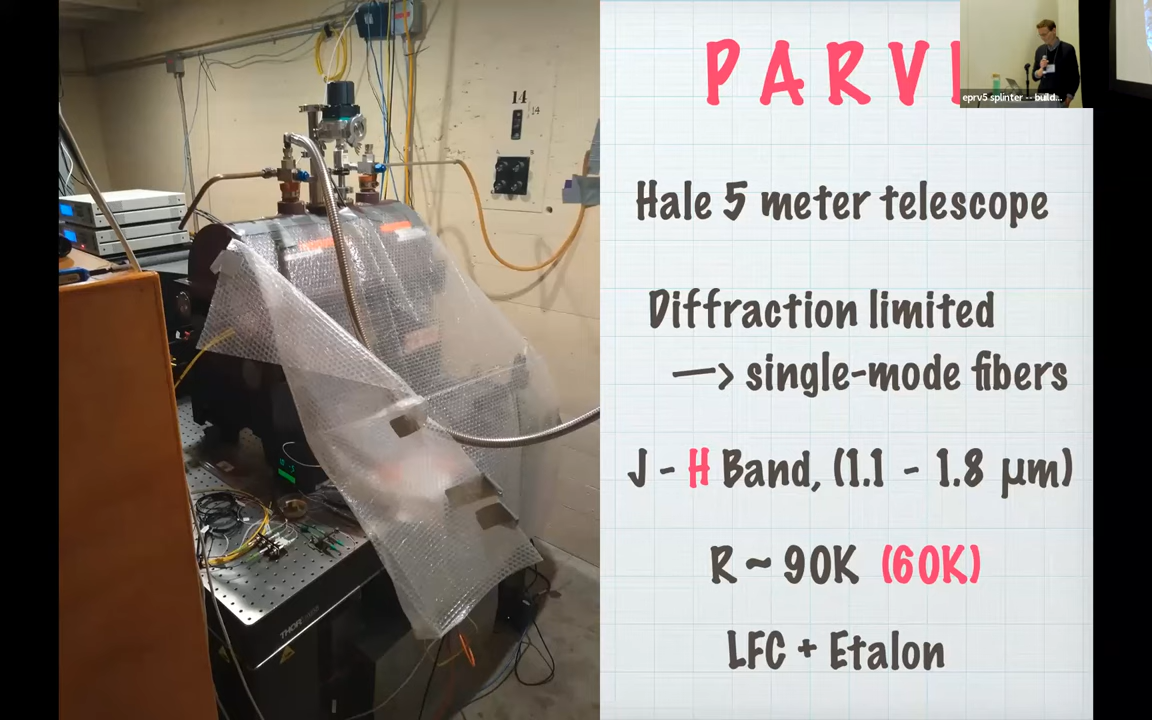 PARVI
eprv5 splinter -- build...
Hale 5 meter telescope
Diffraction limited
—> single-mode fibers
J - H Band, (1.1 - 1.8 μm)
R ~ 90K (60K)
LFC + Etalon
14
14
THORLABS